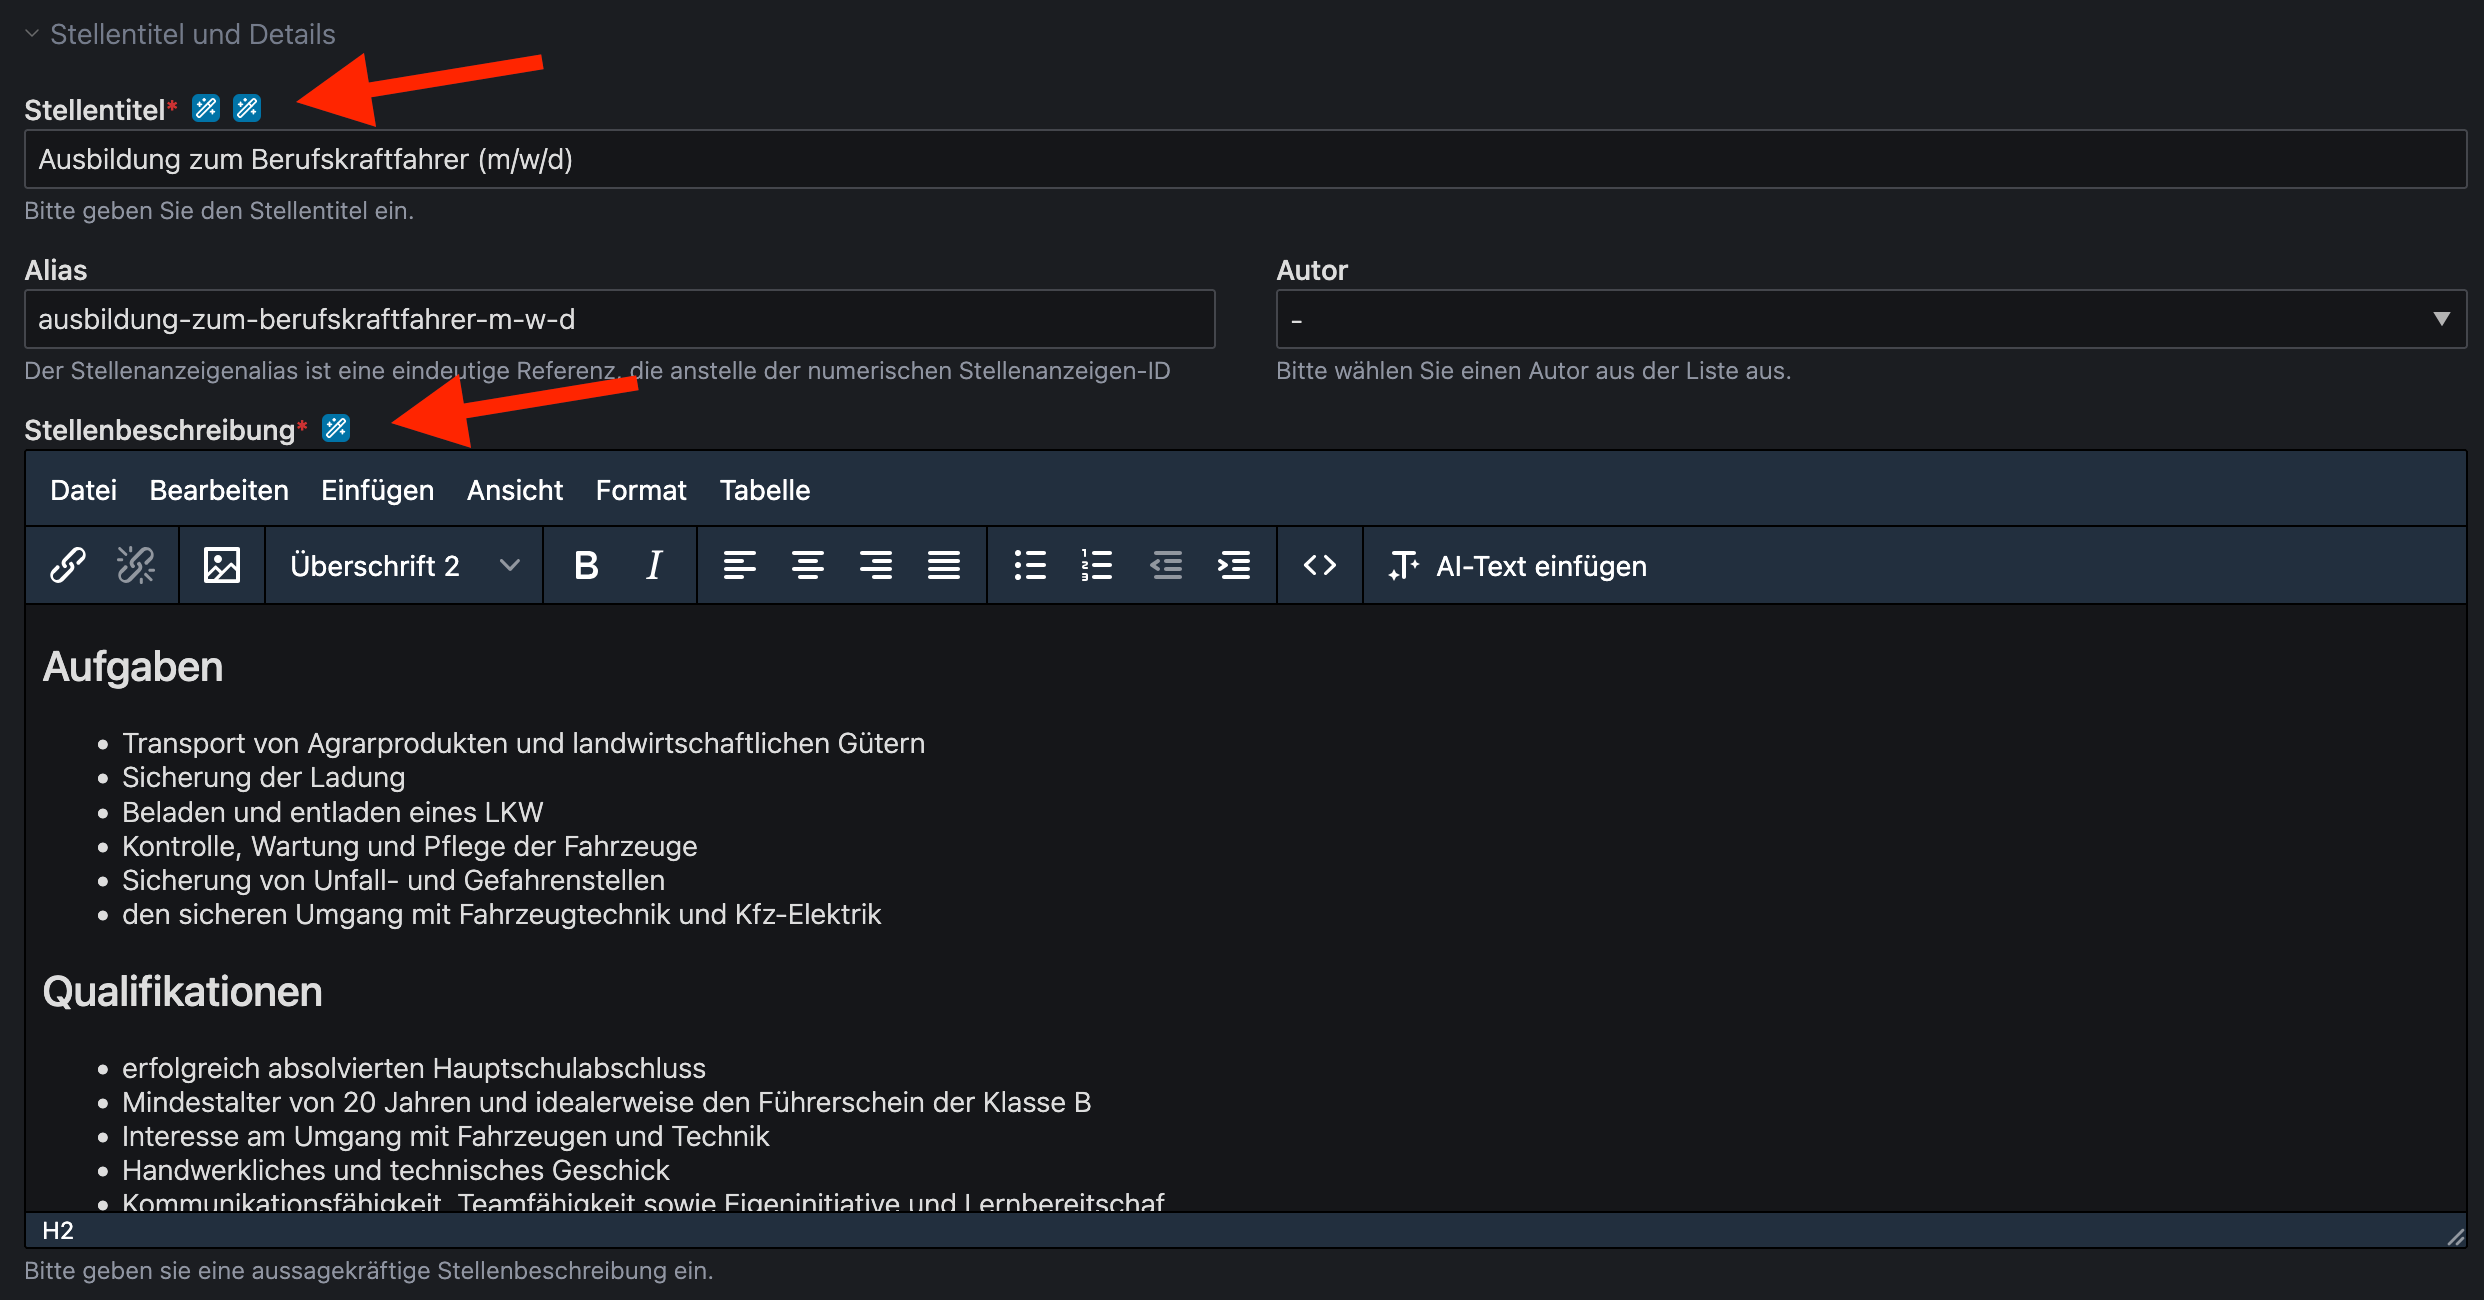 Stellentitel und Details
Stellentitel*
Ausbildung zum Berufskraftfahrer (m/w/d)
Bitte geben Sie den Stellentitel ein.
Alias
ausbildung-zum-berufskraftfahrer-m-w-d
Der Stellenanzeigenalias ist eine eindeutige Referenz, die anstelle der numerischen Stellenanzeigen-ID
Autor
-
Bitte wählen Sie einen Autor aus der Liste aus.
Stellenbeschreibung*
Datei Bearbeiten Einfügen Ansicht Format Tabelle
Überschrift 2 B I AI-Text einfügen
Aufgaben
• Transport von Agrarprodukten und landwirtschaftlichen Gütern
• Sicherung der Ladung
• Beladen und entladen eines LKW
• Kontrolle, Wartung und Pflege der Fahrzeuge
• Sicherung von Unfall- und Gefahrenstellen
• den sicheren Umgang mit Fahrzeugtechnik und Kfz-Elektrik
Qualifikationen
• erfolgreich absolvierten Hauptschulabschluss
• Mindestalter von 20 Jahren und idealerweise den Führerschein der Klasse B
• Interesse am Umgang mit Fahrzeugen und Technik
• Handwerkliches und technisches Geschick
• Kommunikationsfähigkeit, Teamfähigkeit sowie Eigeninitiative und Lernbereitschaf
H2
Bitte geben sie eine aussagekräftige Stellenbeschreibung ein.